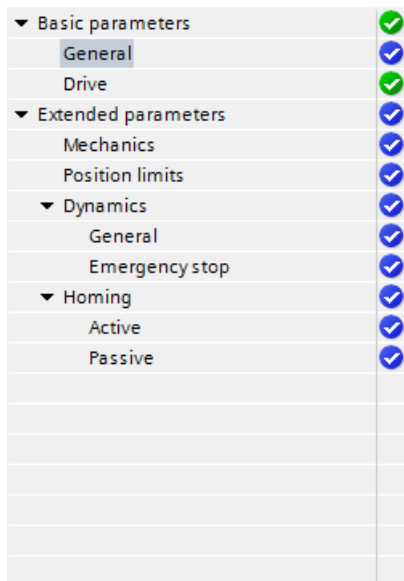 Basic parameters
General
Drive
Extended parameters
Mechanics
Position limits
Dynamics
General
Emergency stop
Homing
Active
Passive